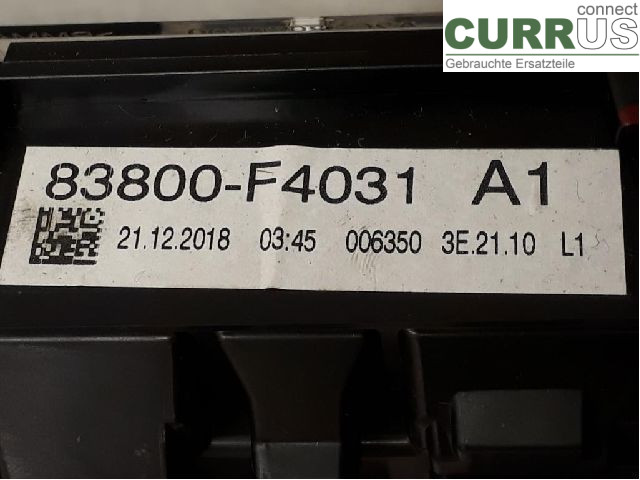 connect
CURRUS
Gebrauchte Ersatzteile
83800-F4031 A1
21.12.2018 03:45 006350 3E.21.10 L1